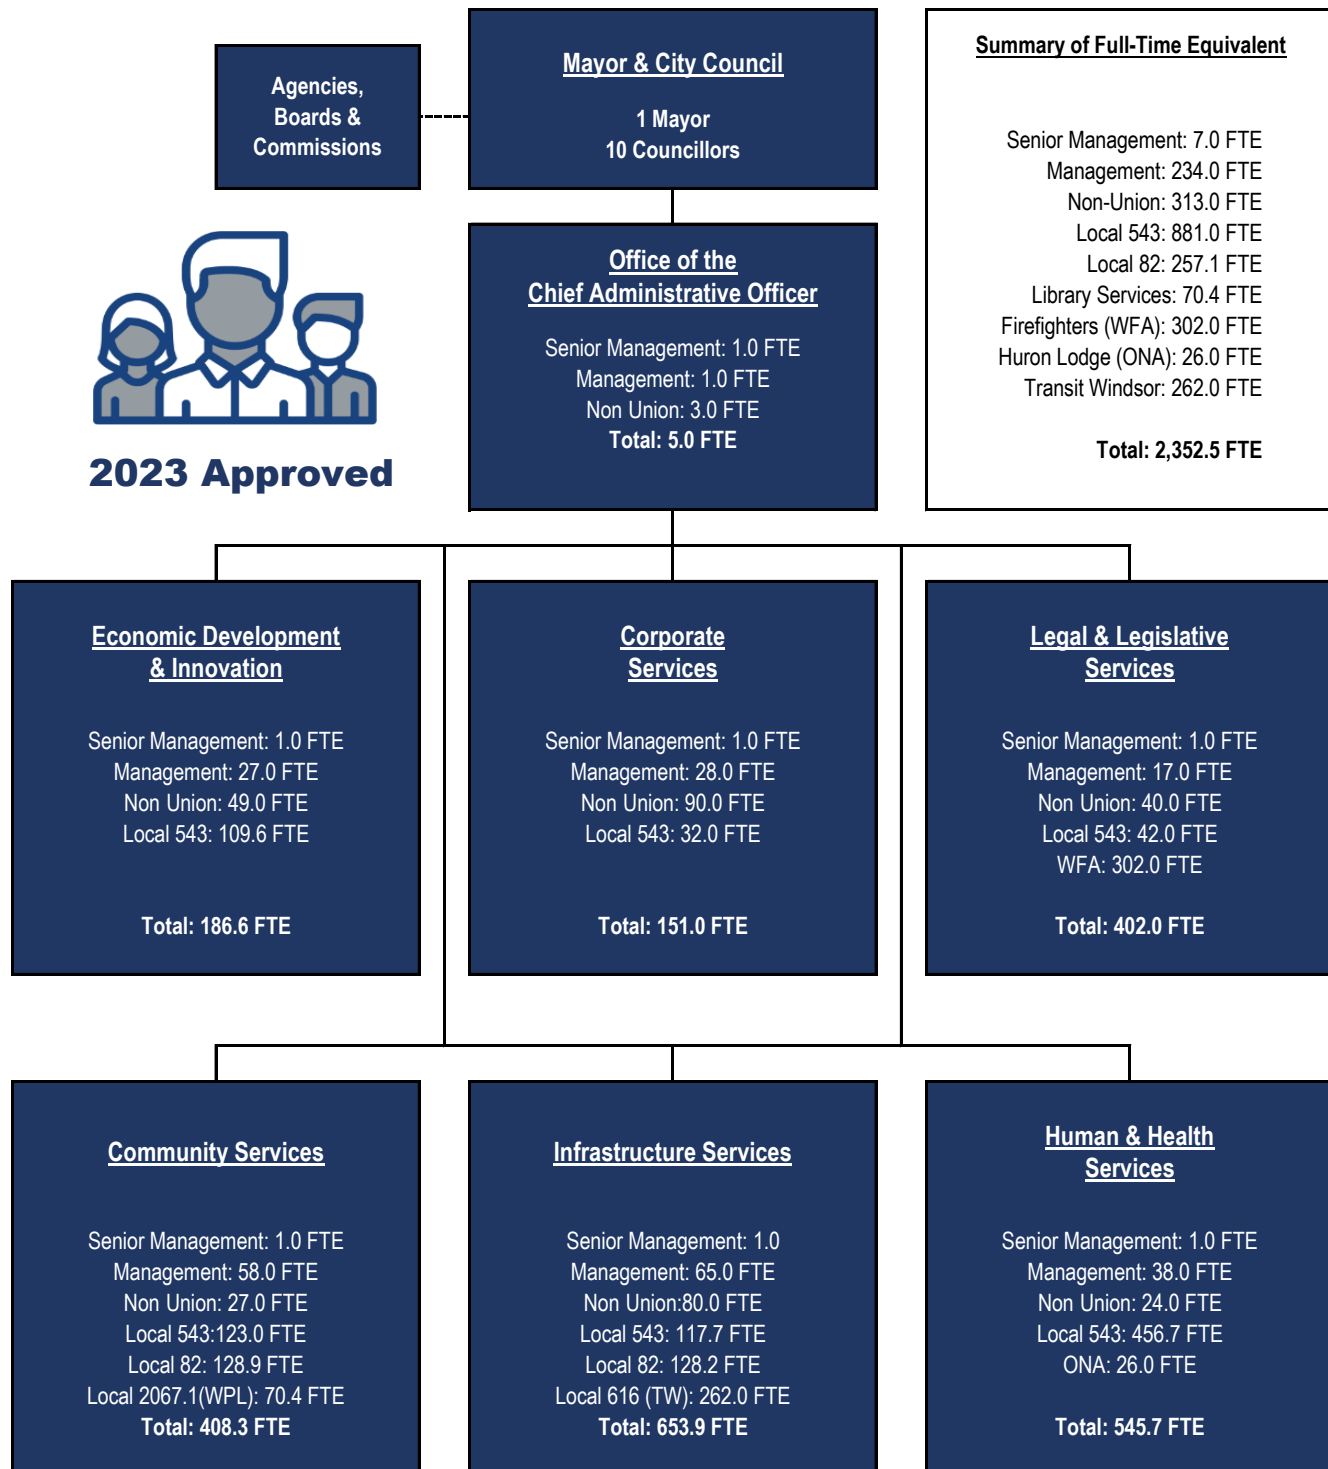 Agencies,
Boards &
Commissions
Mayor & City Council
1 Mayor
10 Councillors
Summary of Full-Time Equivalent
Senior Management: 7.0 FTE
Management: 234.0 FTE
Non-Union: 313.0 FTE
Local 543: 881.0 FTE
Local 82: 257.1 FTE
Library Services: 70.4 FTE
Firefighters (WFA): 302.0 FTE
Huron Lodge (ONA): 26.0 FTE
Transit Windsor: 262.0 FTE
Total: 2,352.5 FTE
Office of the
Chief Administrative Officer
Senior Management: 1.0 FTE
Management: 1.0 FTE
Non Union: 3.0 FTE
Total: 5.0 FTE
2023 Approved
Economic Development
& Innovation
Senior Management: 1.0 FTE
Management: 27.0 FTE
Non Union: 49.0 FTE
Local 543: 109.6 FTE
Total: 186.6 FTE
Corporate
Services
Senior Management: 1.0 FTE
Management: 28.0 FTE
Non Union: 90.0 FTE
Local 543: 32.0 FTE
Total: 151.0 FTE
Legal & Legislative
Services
Senior Management: 1.0 FTE
Management: 17.0 FTE
Non Union: 40.0 FTE
Local 543: 42.0 FTE
WFA: 302.0 FTE
Total: 402.0 FTE
Community Services
Senior Management: 1.0 FTE
Management: 58.0 FTE
Non Union: 27.0 FTE
Local 543:123.0 FTE
Local 82: 128.9 FTE
Local 2067.1(WPL): 70.4 FTE
Total: 408.3 FTE
Infrastructure Services
Senior Management: 1.0
Management: 65.0 FTE
Non Union:80.0 FTE
Local 543: 117.7 FTE
Local 82: 128.2 FTE
Local 616 (TW): 262.0 FTE
Total: 653.9 FTE
Human & Health
Services
Senior Management: 1.0 FTE
Management: 38.0 FTE
Non Union: 24.0 FTE
Local 543: 456.7 FTE
ONA: 26.0 FTE
Total: 545.7 FTE